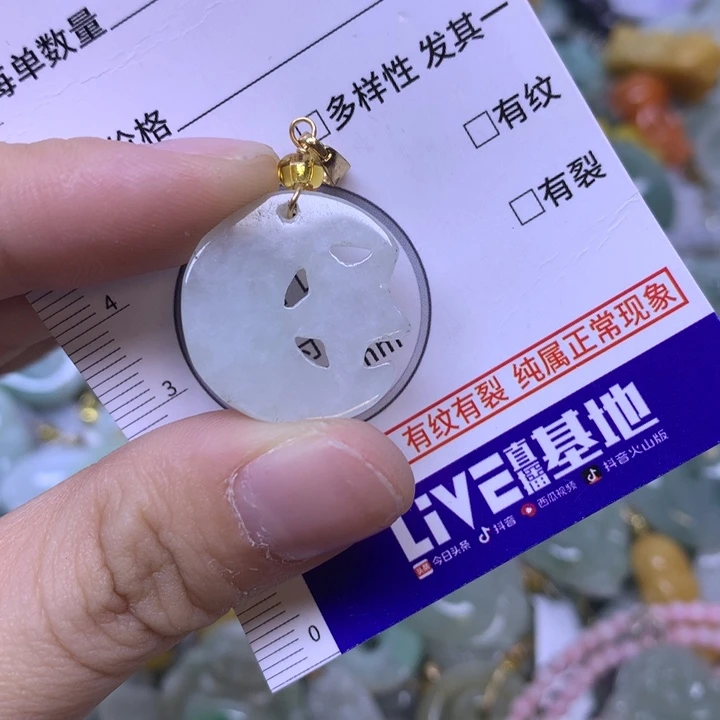 每单数量
价格
□多样性 发其一
□有纹
□有裂
4
3
0
寸
mm
有纹有裂 纯属正常现象
LiVE直播基地
今日头条 抖音 西瓜视频 抖音火山版